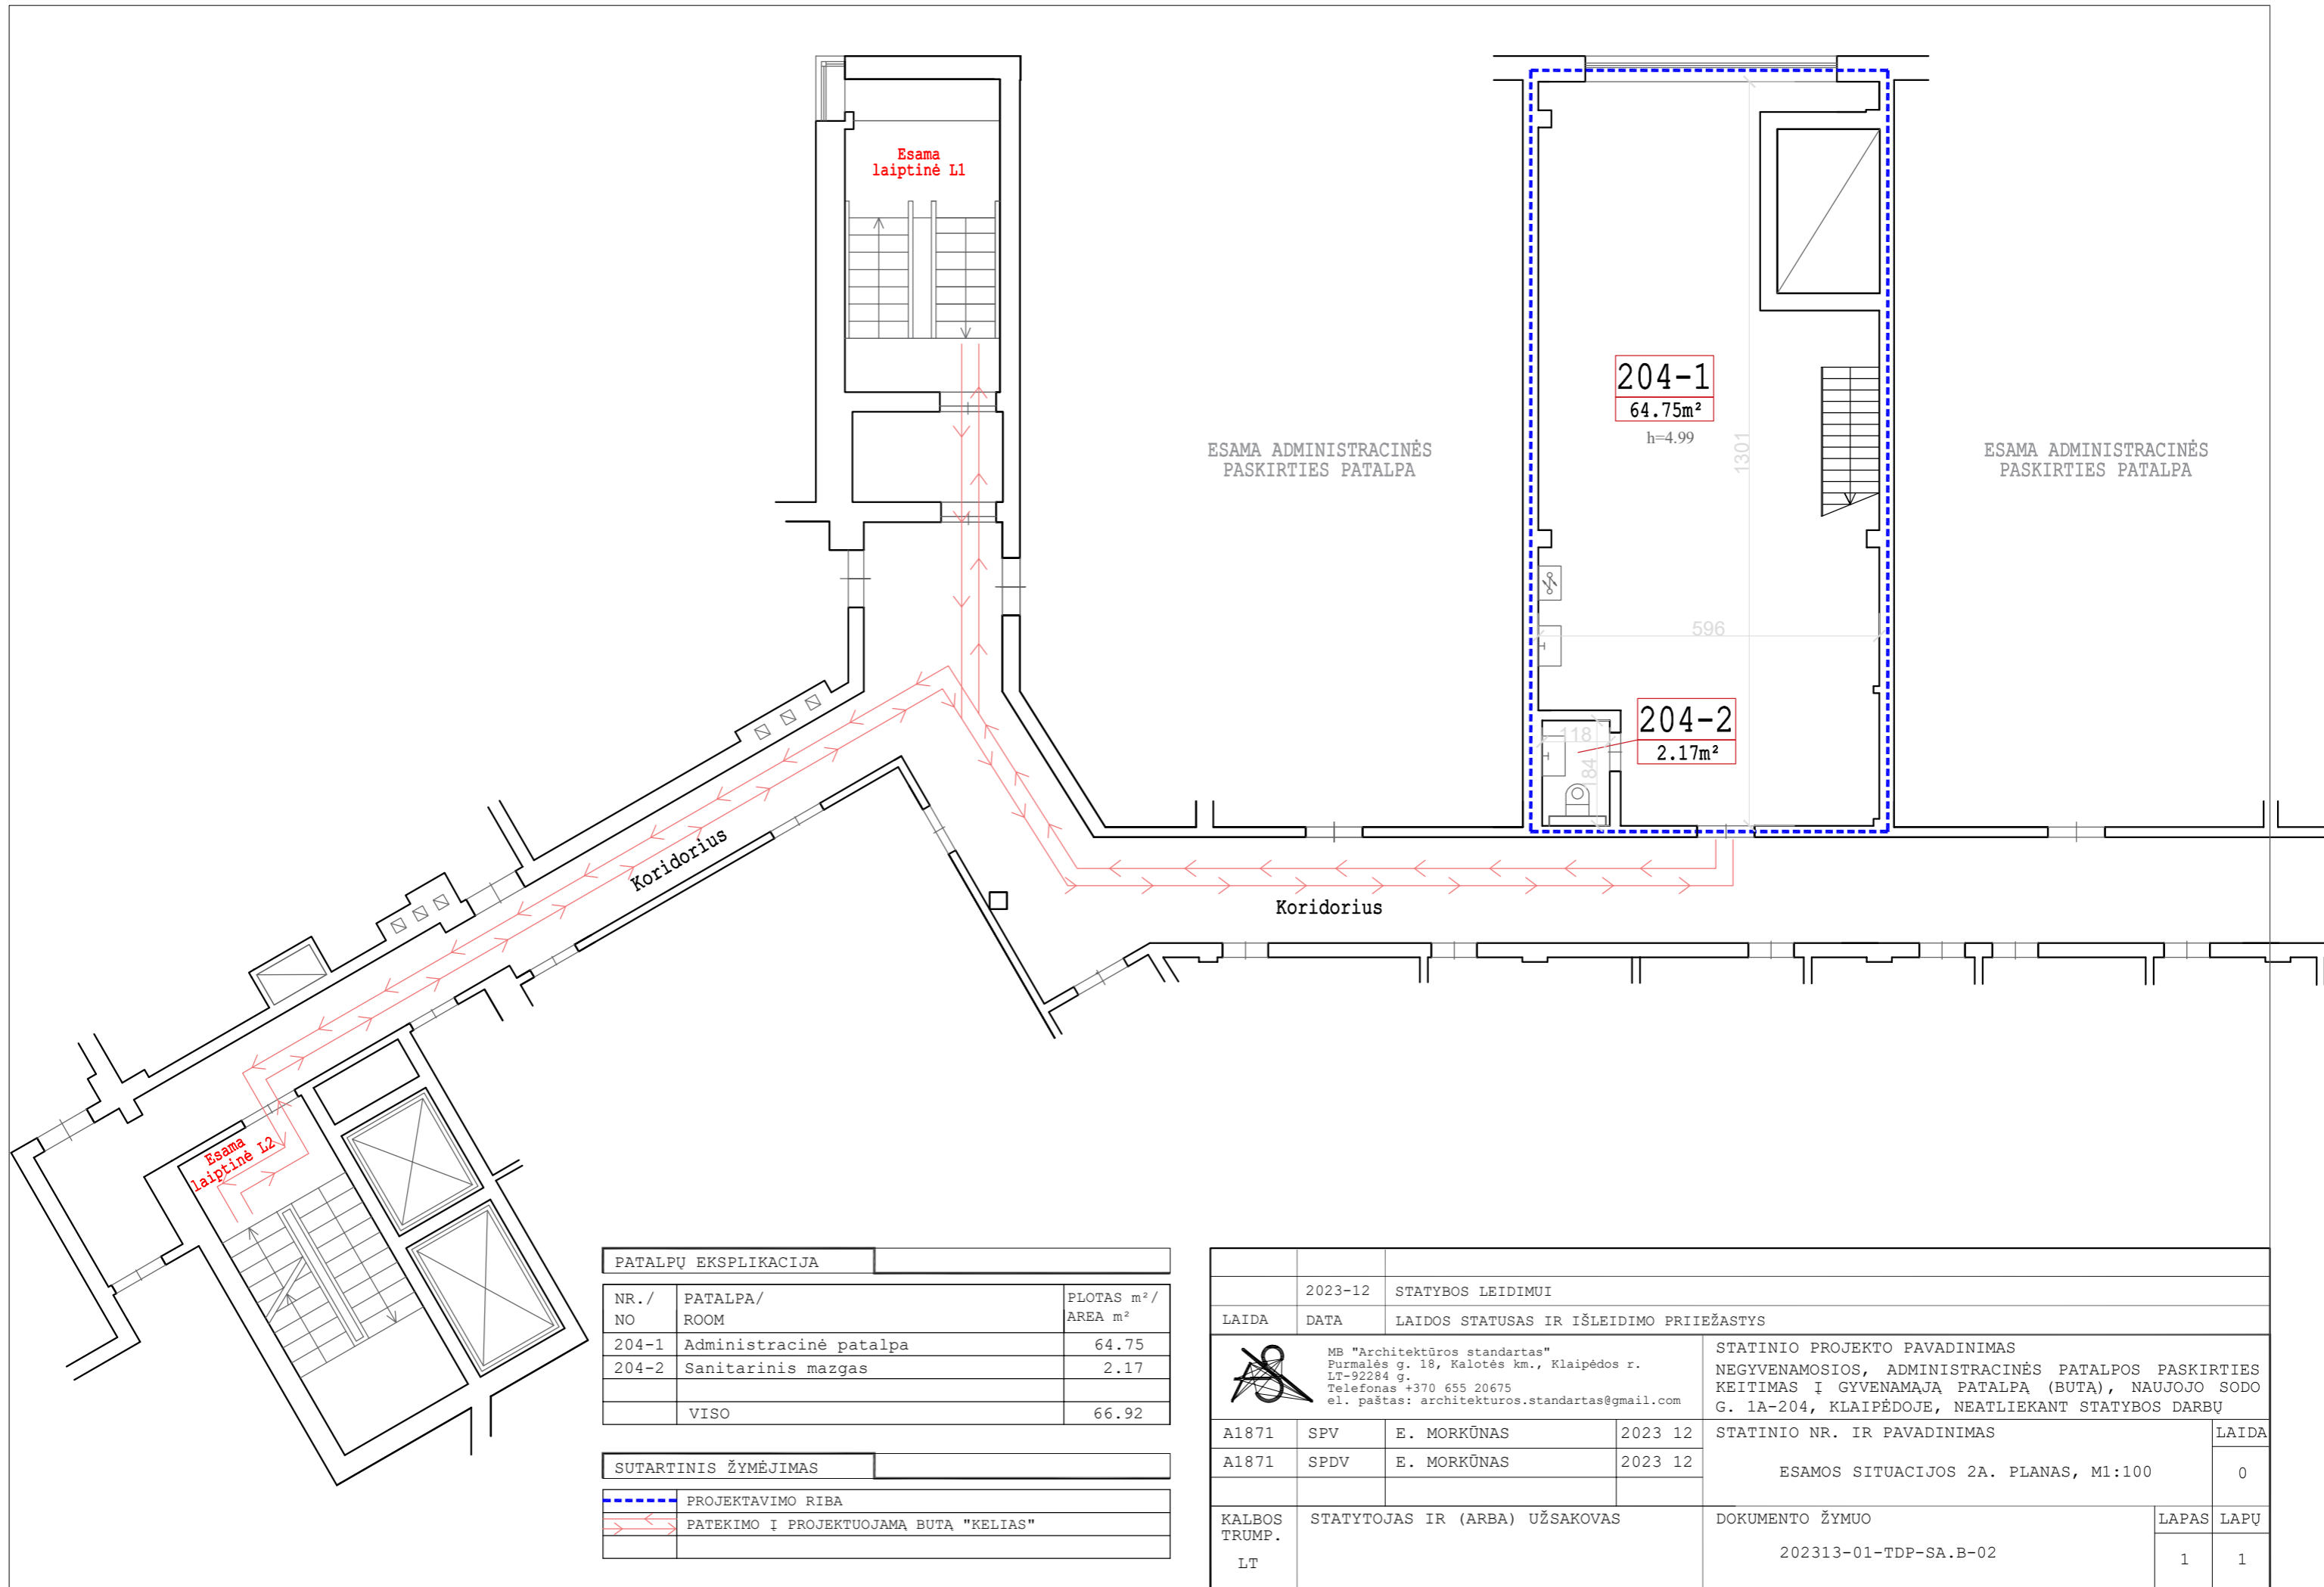 Esama
laiptinė L1
204-1
64.75m²
h=4.99
1301
ESAMA ADMINISTRACINĖS
PASKIRTIES PATALPA
ESAMA ADMINISTRACINĖS
PASKIRTIES PATALPA
596
204-2
2.17m²
118
184
Koridorius
Koridorius
Esama
laiptinė L2
PATALPŲ EKSPLIKACIJA
NR./ PATALPA/ PLOTAS m²/
NO ROOM AREA m²
204-1 Administracinė patalpa 64.75
204-2 Sanitarinis mazgas 2.17
VISO 66.92
SUTARTINIS ŽYMĖJIMAS
PROJEKTAVIMO RIBA
PATEKIMO Į PROJEKTUOJAMĄ BUTĄ "KELIAS"
2023-12 STATYBOS LEIDIMUI
LAIDA DATA LAIDOS STATUSAS IR IŠLEIDIMO PRIIEŽASTYS
MB "Architektūros standartas"
Purmalės g. 18, Kalotės km., Klaipėdos r.
LT-92284 g.
Telefonas +370 655 20675
el. paštas: architekturos.standartas@gmail.com
STATINIO PROJEKTO PAVADINIMAS
NEGYVENAMOSIOS, ADMINISTRACINĖS PATALPOS PASKIRTIES
KEITIMAS Į GYVENAMĄJĄ PATALPĄ (BUTĄ), NAUJOJO SODO
G. 1A-204, KLAIPĖDOJE, NEATLIEKANT STATYBOS DARBŲ
A1871 SPV E. MORKŪNAS 2023 12
A1871 SPDV E. MORKŪNAS 2023 12
STATINIO NR. IR PAVADINIMAS LAIDA
ESAMOS SITUACIJOS 2A. PLANAS, M1:100 0
KALBOS
TRUMP.
LT
STATYTOJAS IR (ARBA) UŽSAKOVAS
DOKUMENTO ŽYMUO LAPAS LAPŲ
202313-01-TDP-SA.B-02 1 1